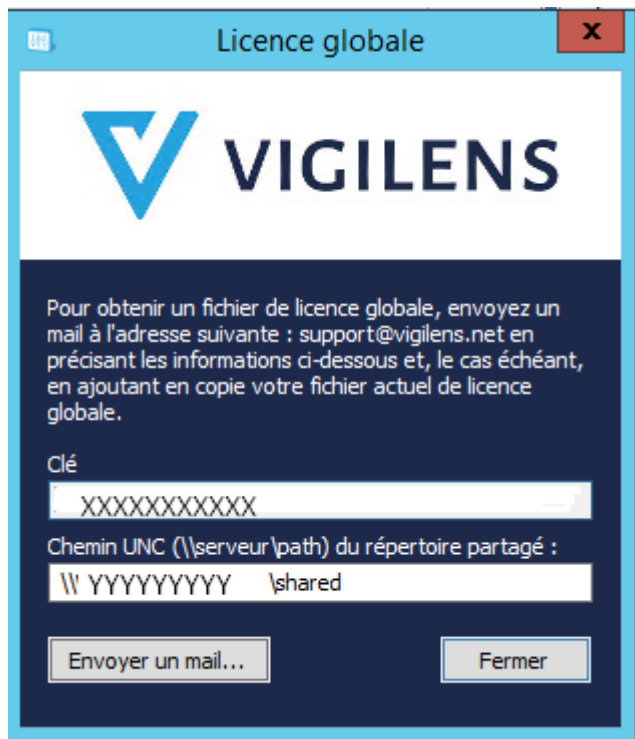 Licence globale
x
VIGILENS
Pour obtenir un fichier de licence globale, envoyez un
mail à l'adresse suivante : support@vigilens.net en
précisant les informations ci-dessous et, le cas échéant,
en ajoutant en copie votre fichier actuel de licence
globale.
Clé
XXXXXXXXXXX
Chemin UNC (\\serveur\path) du répertoire partagé :
\\ YYYYYYYYY \shared
Envoyer un mail... Fermer